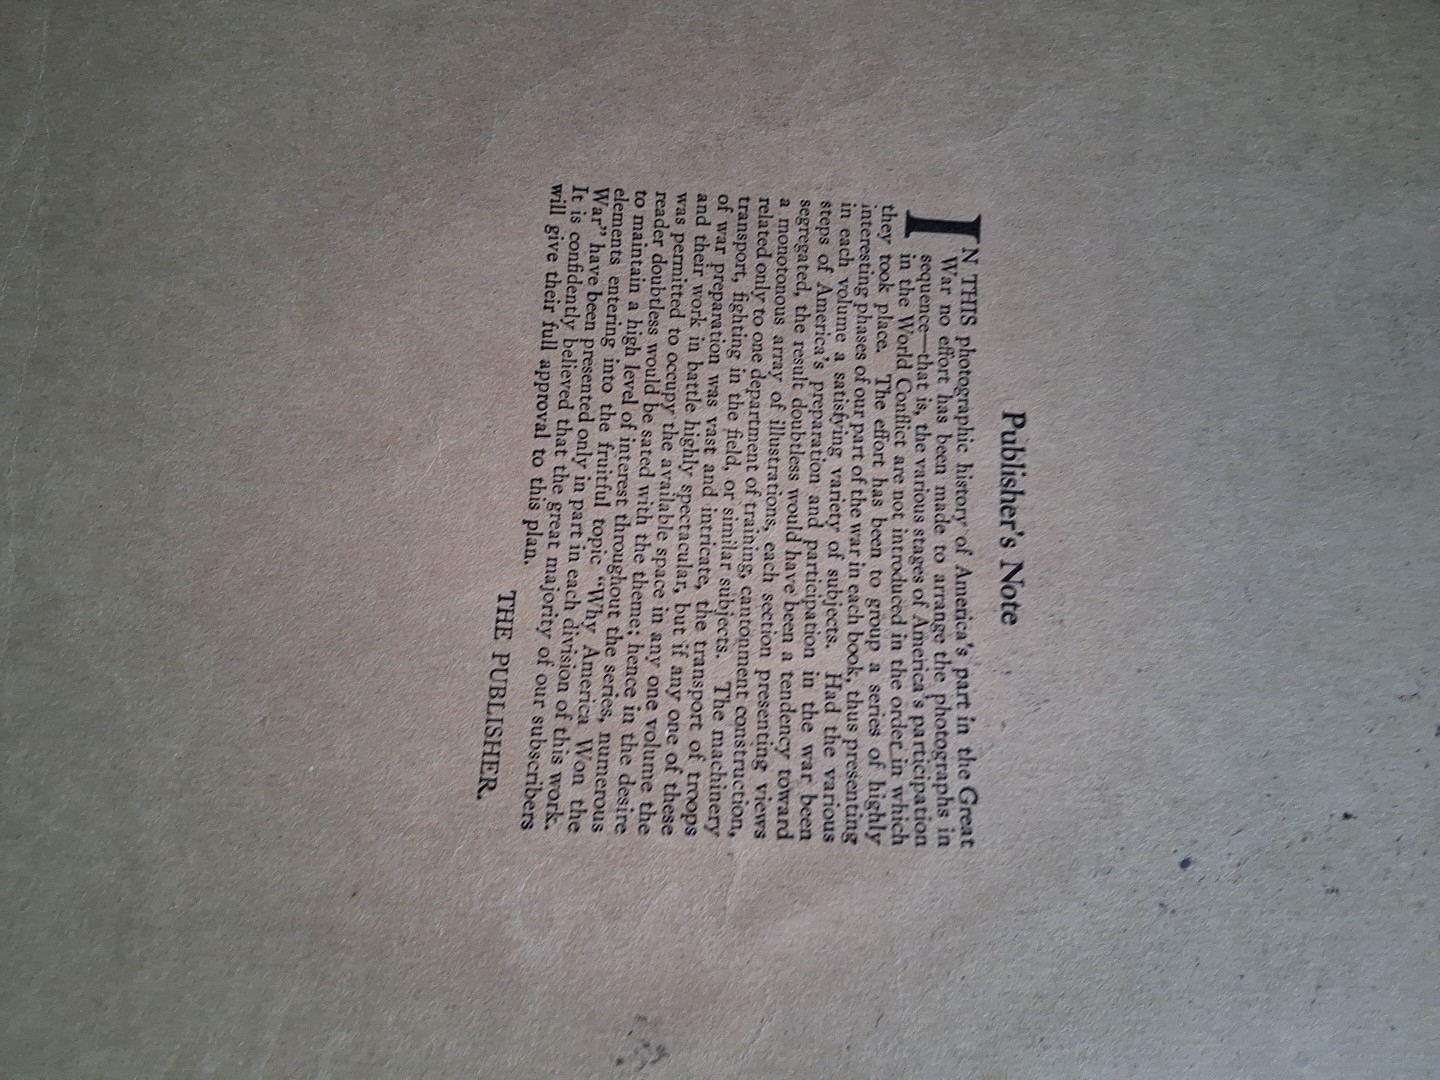 Publisher's Note
IN THIS photographic history of America's part in the Great
War no effort has been made to arrange the photographs in
sequence—that is, the various stages of America's participation
in the World Conflict are not introduced in the order in which
they took place. The effort has been to group a series of highly
interesting phases of our part of the war in each book, thus presenting
in each volume a satisfying variety of subjects. Had the various
steps of America's preparation and participation in the war been
segregated, the result doubtless would have been a tendency toward
a monotonous array of illustrations, each section presenting views
related only to one department of training, cantonment construction,
transport, fighting in the field, or similar subjects. The machinery
of war preparation was vast and intricate, the transport of troops
and their work in battle highly spectacular, but if any one of these
was permitted to occupy the available space in any one volume the
reader doubtless would be sated with the theme; hence in the desire
to maintain a high level of interest throughout the series, numerous
elements entering into the fruitful topic "Why America Won the
War" have been presented only in part in each division of this work.
It is confidently believed that the great majority of our subscribers
will give their full approval to this plan.
THE PUBLISHER.